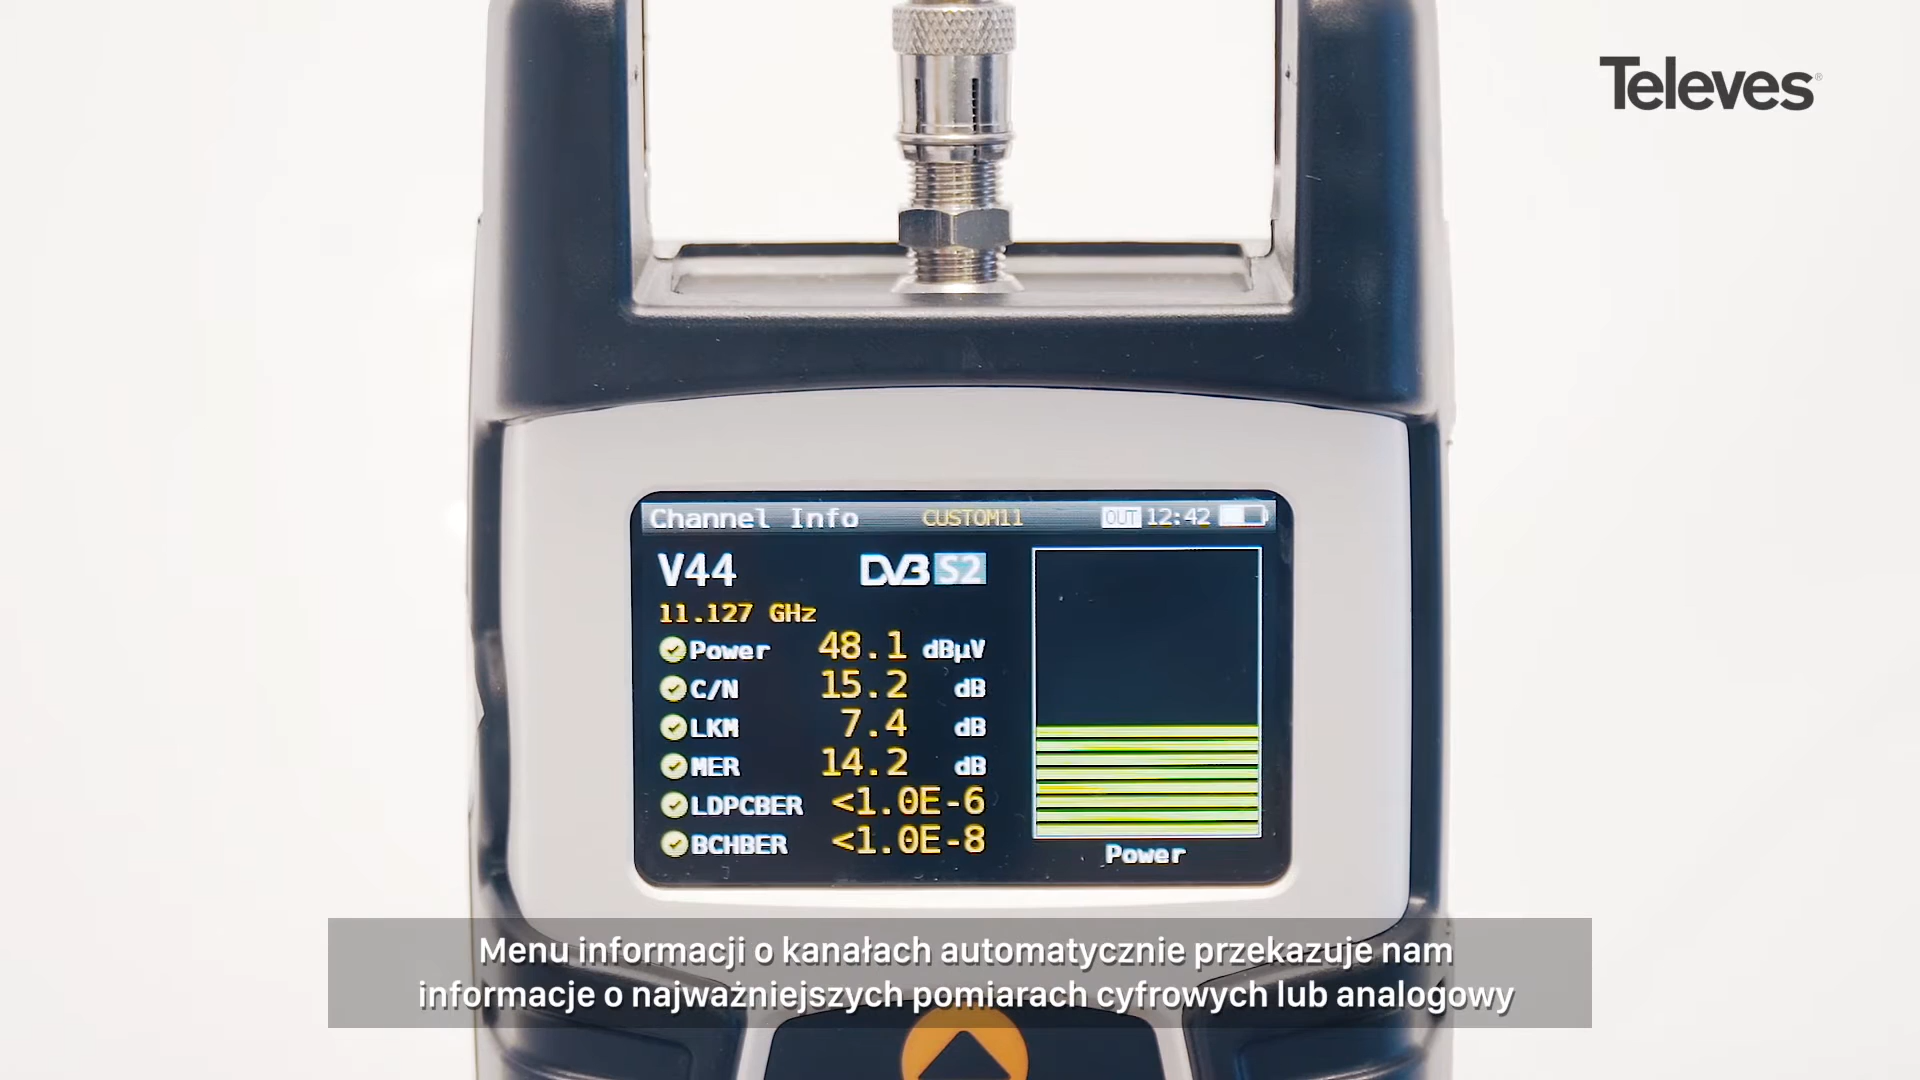 Televes®
Channel Info CUSTOM11 OUT 12:42
V44 DVB S2
11.127 GHz
Power 48.1 dBµV
C/N 15.2 dB
LKM 7.4 dB
MER 14.2 dB
LDPCBER <1.0E-6
BCHBER <1.0E-8
Power
Menu informacji o kanałach automatycznie przekazuje nam
informacje o najważniejszych pomiarach cyfrowych lub analogowy